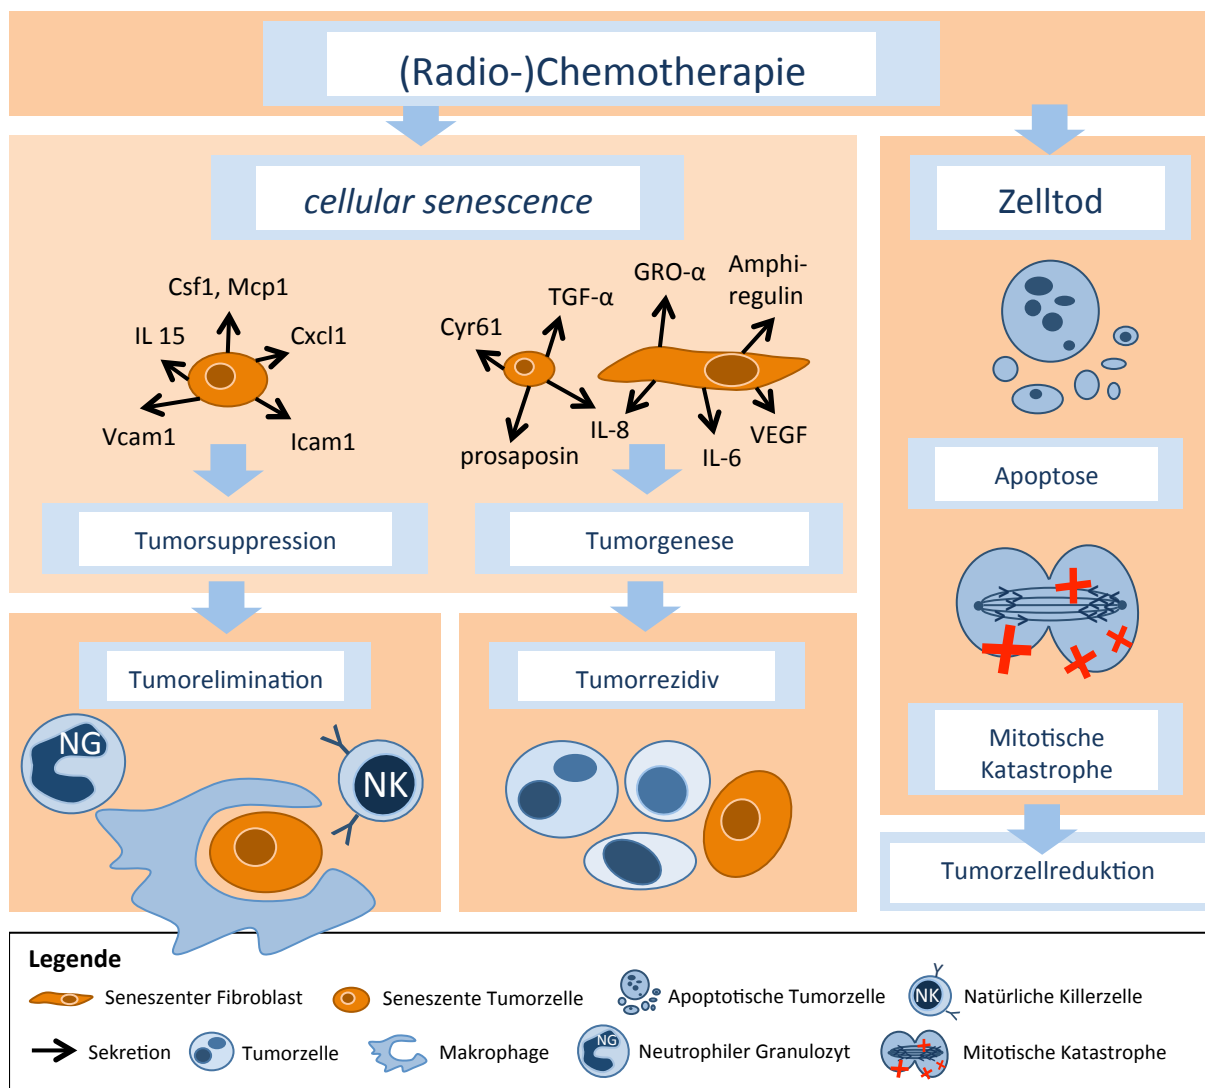 (Radio-)Chemotherapie
cellular senescence
Zelltod
Csf1, Mcp1
IL 15
Cxcl1
Vcam1
Icam1
Cyr61
TGF-α
GRO-α
Amphi-
regulin
prosaposin
IL-8
IL-6
VEGF
Tumorsuppression
Tumorgenese
Apoptose
Tumorelimination
Tumorrezidiv
Mitotische
Katastrophe
Tumorzellreduktion
NG
NK
Legende
Seneszenter Fibroblast
Seneszente Tumorzelle
Apoptotische Tumorzelle
NK
Natürliche Killerzelle
Sekretion
Tumorzelle
Makrophage
NG
Neutrophiler Granulozyt
Mitotische Katastrophe